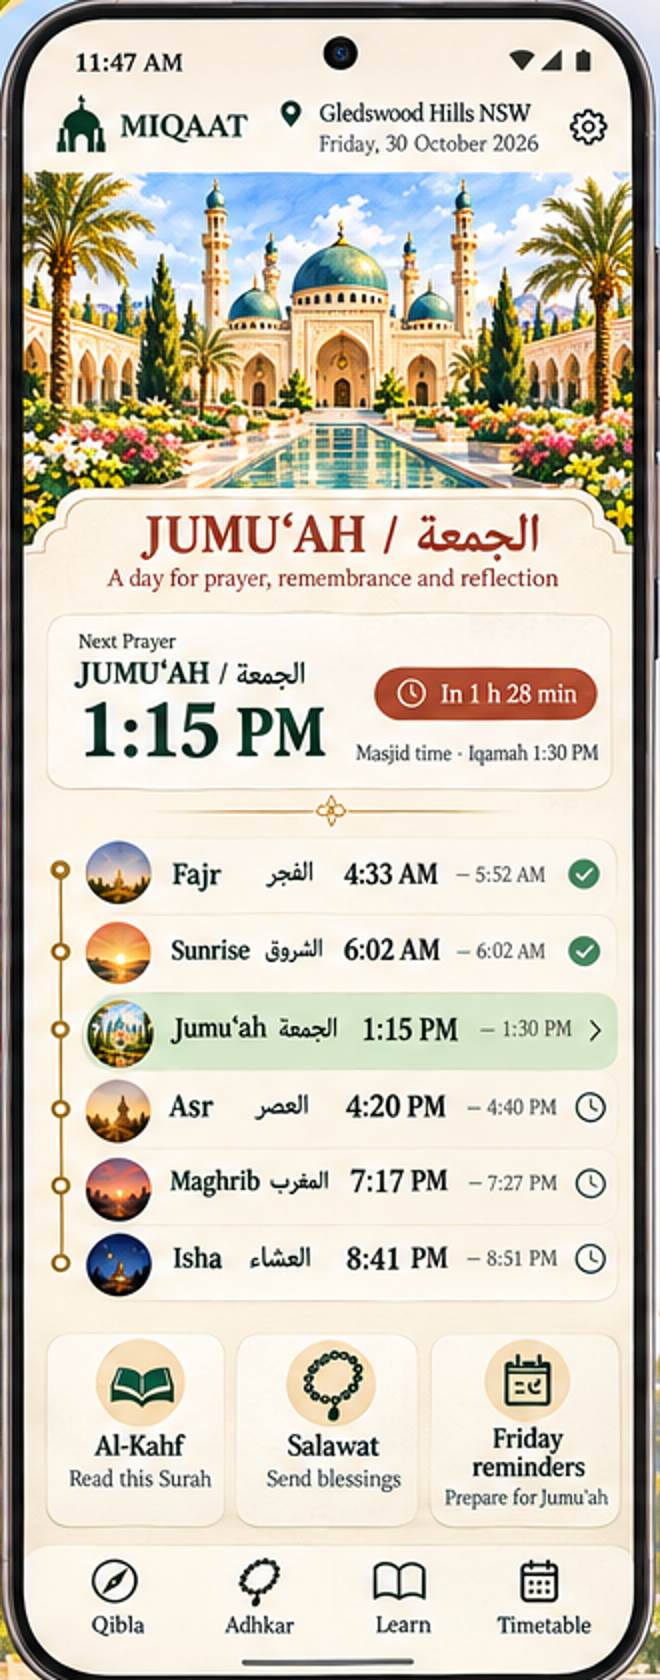 11:47 AM
MIQAAT
Gledswood Hills NSW
Friday, 30 October 2026
JUMU‘AH / الجمعة
A day for prayer, remembrance and reflection
Next Prayer
JUMU‘AH / الجمعة
1:15 PM
In 1 h 28 min
Masjid time · Iqamah 1:30 PM
Fajr الفجر 4:33 AM – 5:52 AM
Sunrise الشروق 6:02 AM – 6:02 AM
Jumu‘ah الجمعة 1:15 PM – 1:30 PM
Asr العصر 4:20 PM – 4:40 PM
Maghrib المغرب 7:17 PM – 7:27 PM
Isha العشاء 8:41 PM – 8:51 PM
Al-Kahf
Read this Surah
Salawat
Send blessings
Friday
reminders
Prepare for Jumu‘ah
Qibla
Adhkar
Learn
Timetable